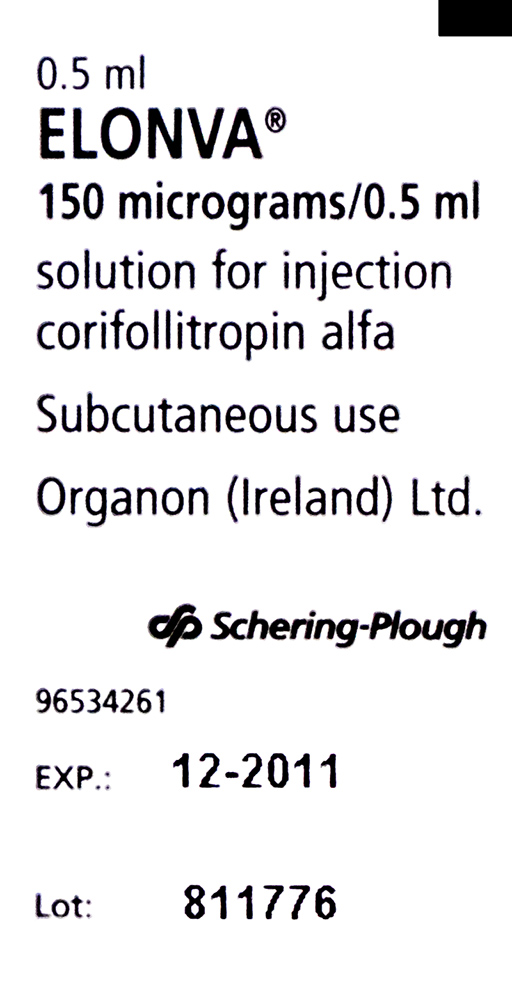 0.5 ml
ELONVA®
150 micrograms/0.5 ml
solution for injection
corifollitropin alfa
Subcutaneous use
Organon (Ireland) Ltd.
Schering-Plough
96534261
EXP.: 12-2011
Lot: 811776